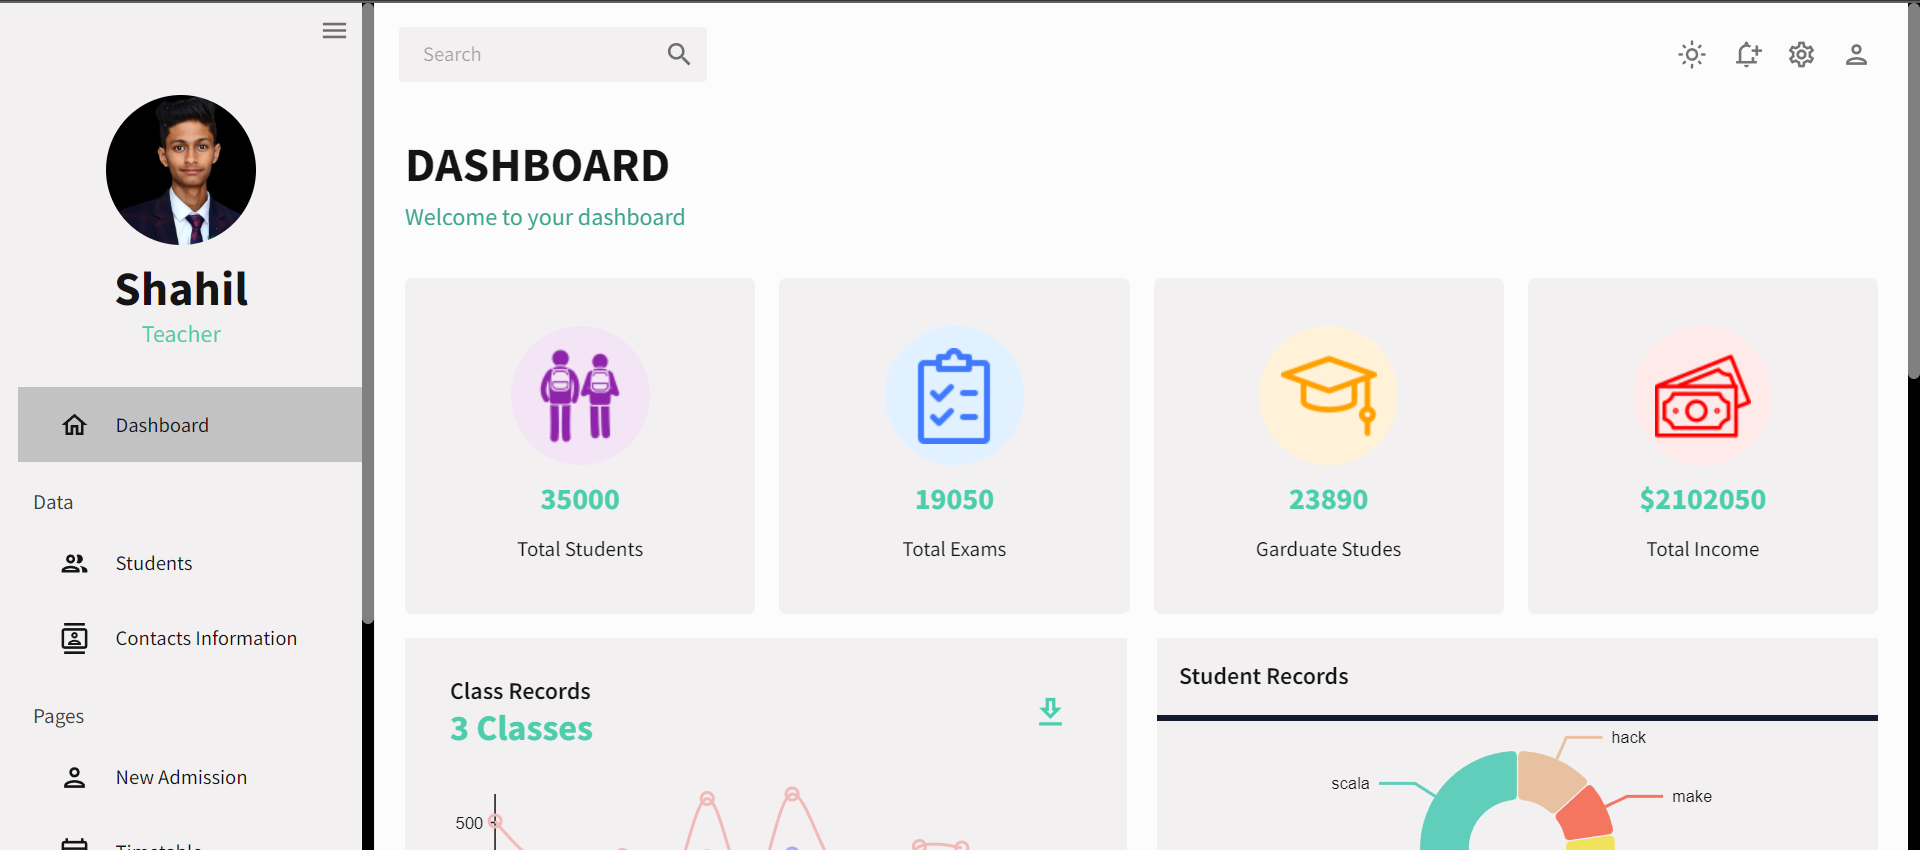 Search
DASHBOARD
Welcome to your dashboard
Shahil
Teacher
Dashboard
Data
Students
Contacts Information
Pages
New Admission
Timetable
35000
Total Students
19050
Total Exams
23890
Garduate Studes
$2102050
Total Income
Class Records
3 Classes
500
Student Records
hack
scala
make